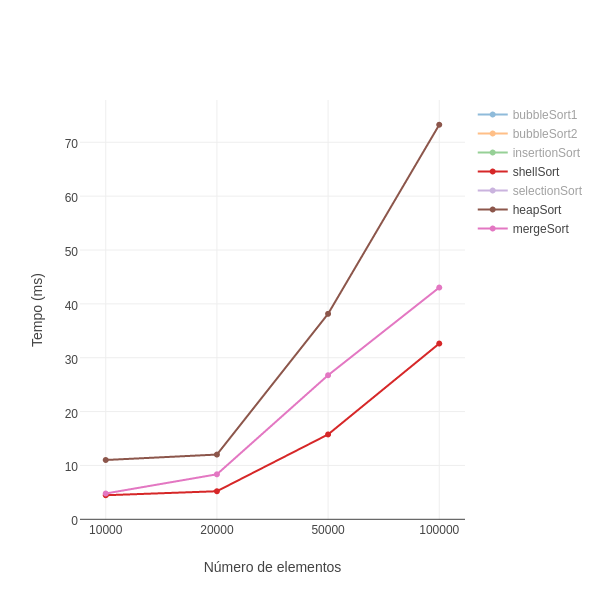 bubbleSort1
bubbleSort2
insertionSort
shellSort
selectionSort
heapSort
mergeSort
70
60
50
40
30
20
10
0
Tempo (ms)
10000
20000
50000
100000
Número de elementos